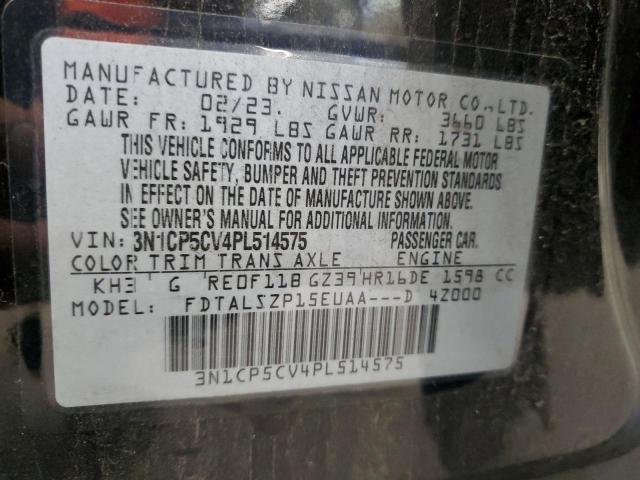 MANUFACTURED BY NISSAN MOTOR CO., LTD.
DATE: 02/23. GVWR: 3660 LBS
GAWR FR: 1929 LBS GAWR RR: 1731 LBS
THIS VEHICLE CONFORMS TO ALL APPLICABLE FEDERAL MOTOR
VEHICLE SAFETY, BUMPER AND THEFT PREVENTION STANDARDS
IN EFFECT ON THE DATE OF MANUFACTURE SHOWN ABOVE.
SEE OWNER'S MANUAL FOR ADDITIONAL INFORMATION.
VIN: 3N1CP5CV4PL514575 PASSENGER CAR.
COLOR TRIM TRANS AXLE ENGINE
KH3 G RE0F11B GZ39 HR16DE 1598 CC
MODEL: FDTALSZP15EUAA---D 4Z000
3N1CP5CV4PL514575